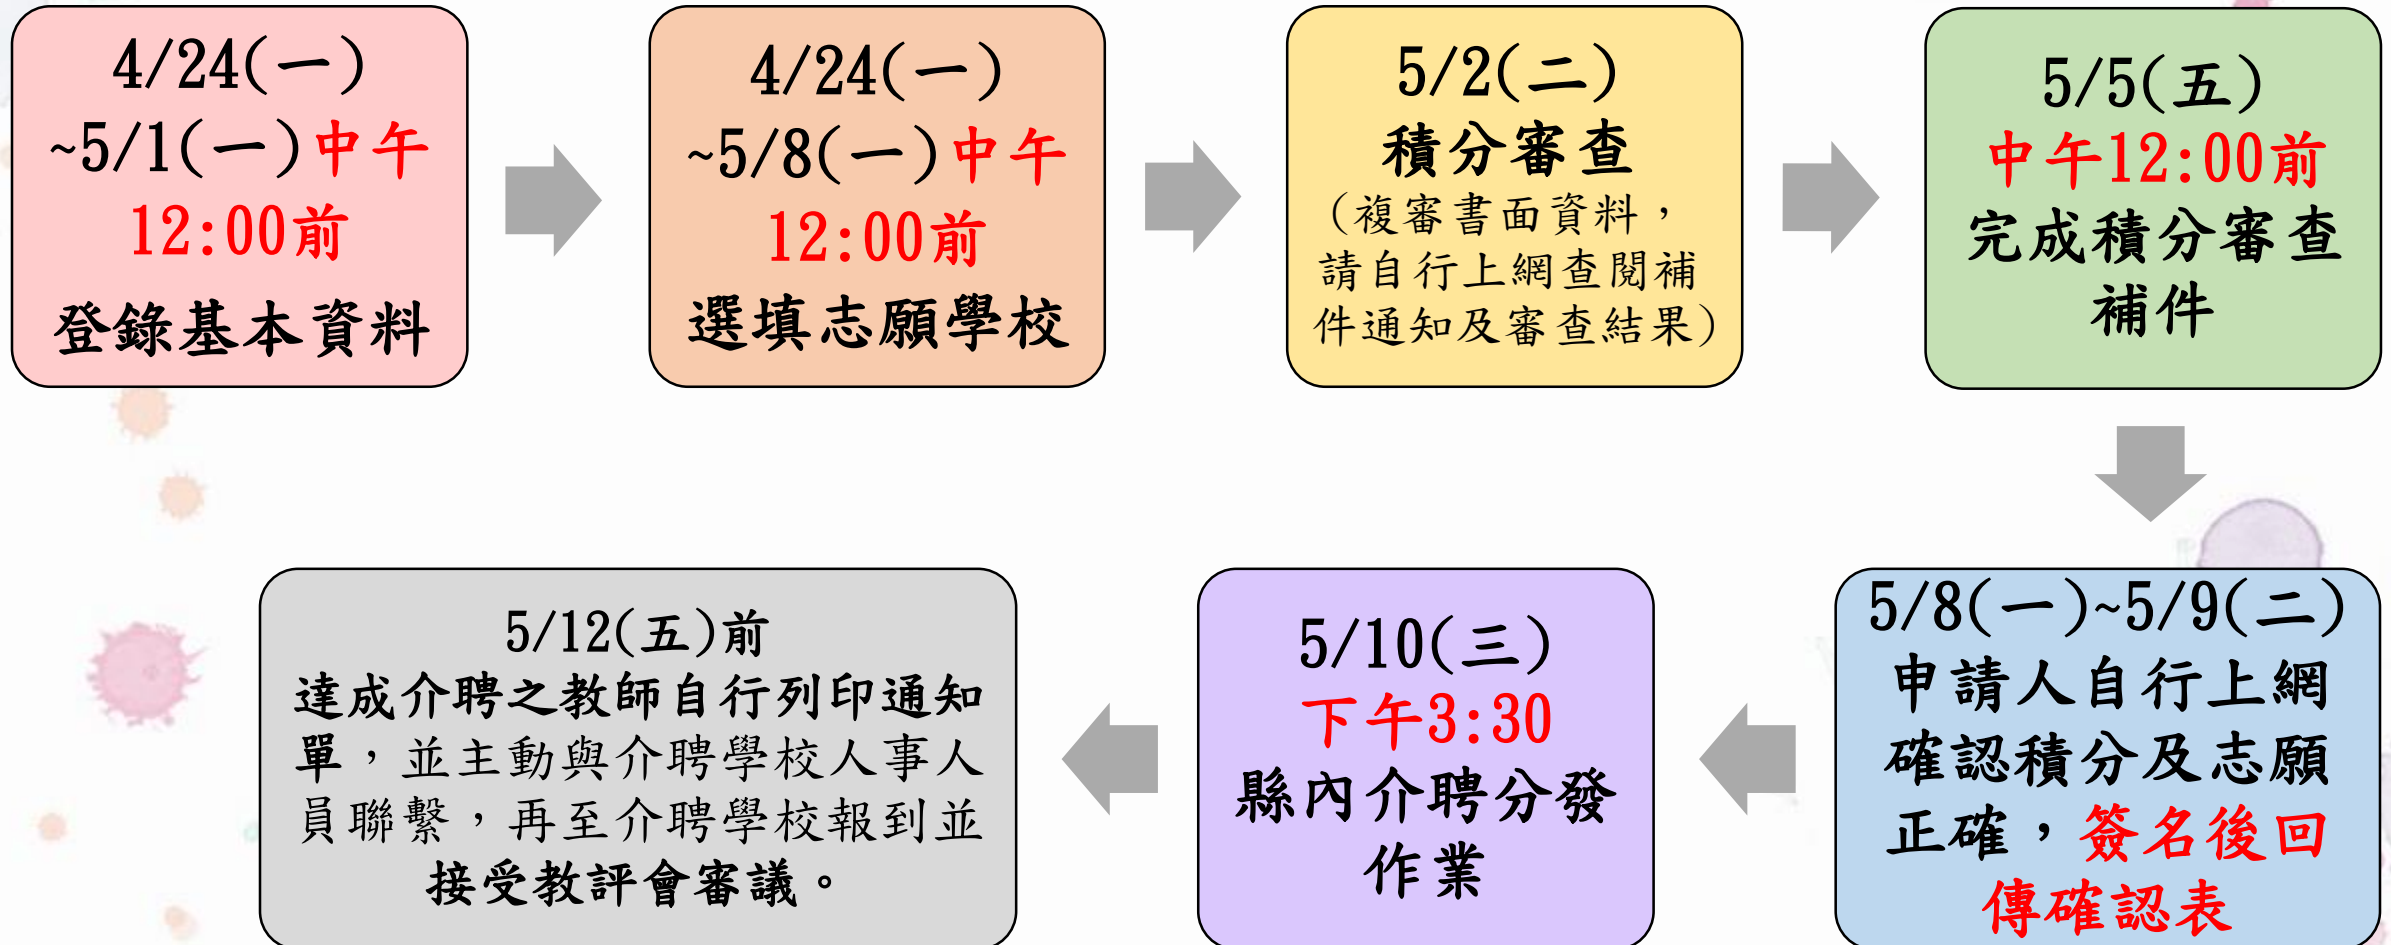 4/24(一)
~5/1(一)中午
12:00前
登錄基本資料
4/24(一)
~5/8(一)中午
12:00前
選填志願學校
5/2(二)
積分審查
(複審書面資料，
請自行上網查閱補
件通知及審查結果)
5/5(五)
中午12:00前
完成積分審查
補件
5/8(一)~5/9(二)
申請人自行上網
確認積分及志願
正確，簽名後回
傳確認表
5/10(三)
下午3:30
縣內介聘分發
作業
5/12(五)前
達成介聘之教師自行列印通知
單，並主動與介聘學校人事人
員聯繫，再至介聘學校報到並
接受教評會審議。